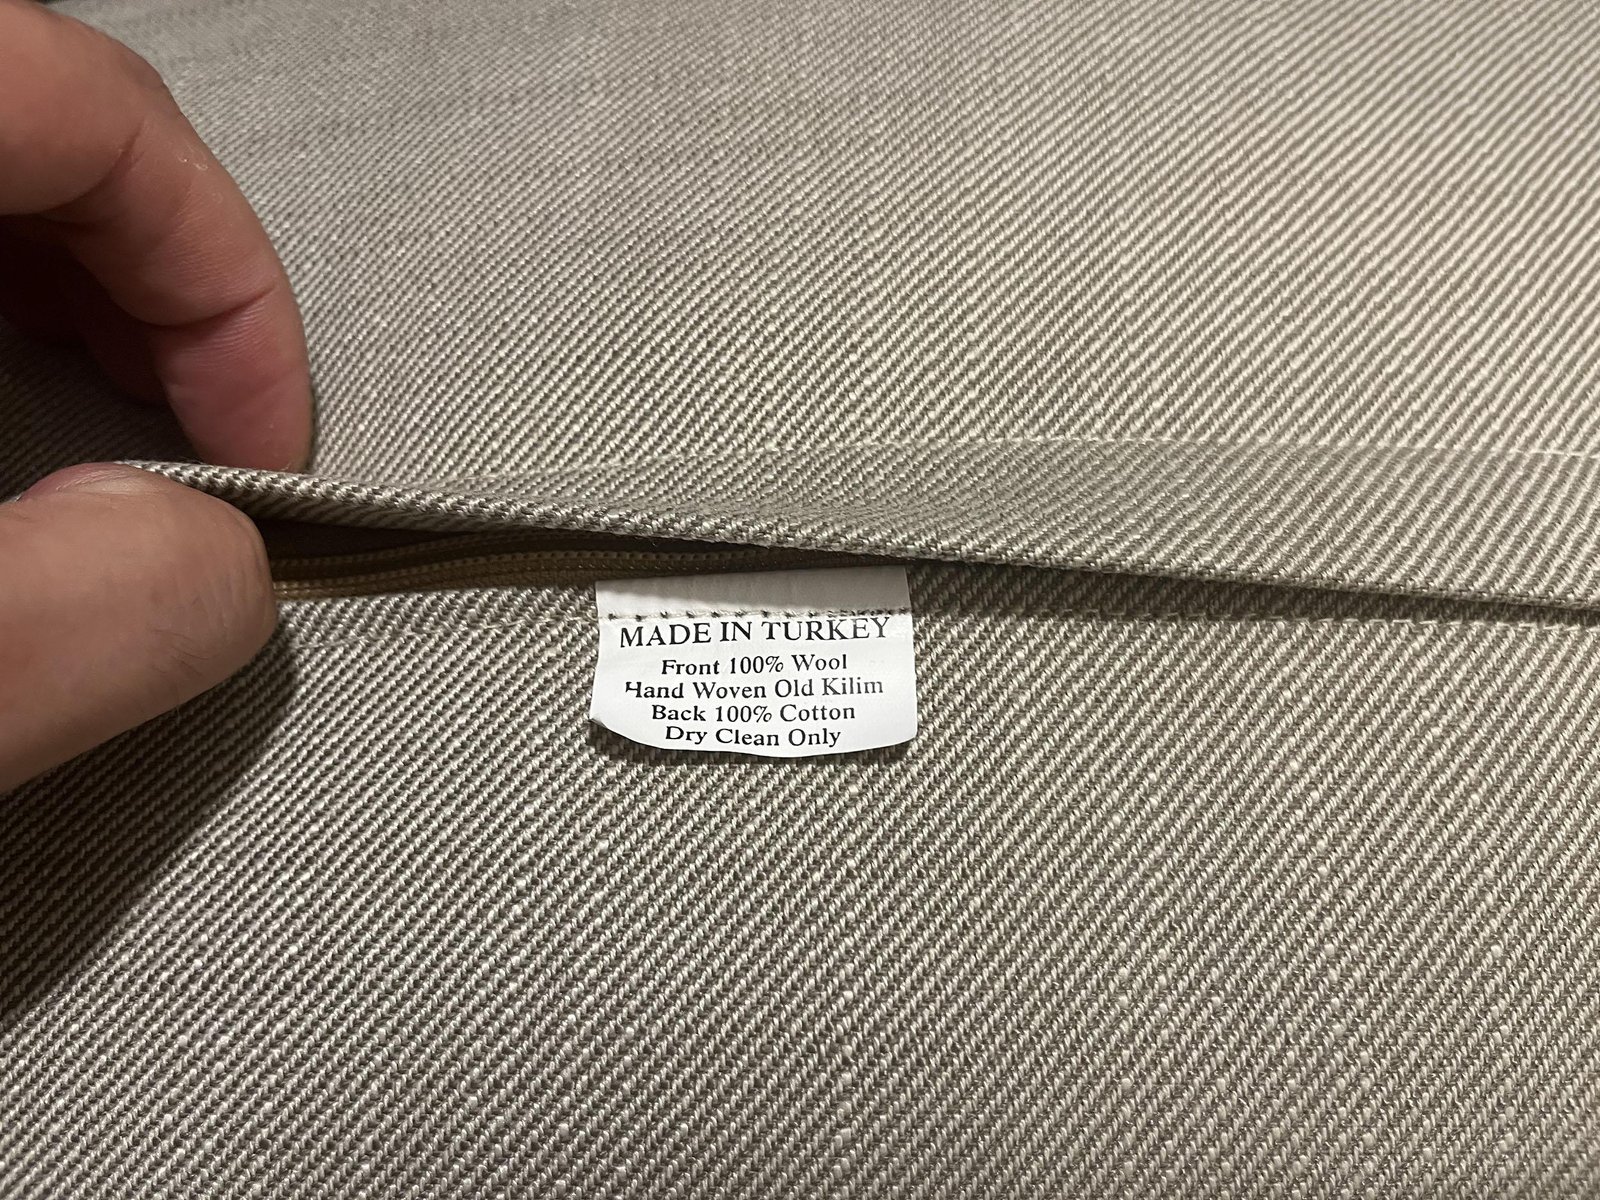 MADE IN TURKEY
Front 100% Wool
Hand Woven Old Kilim
Back 100% Cotton
Dry Clean Only